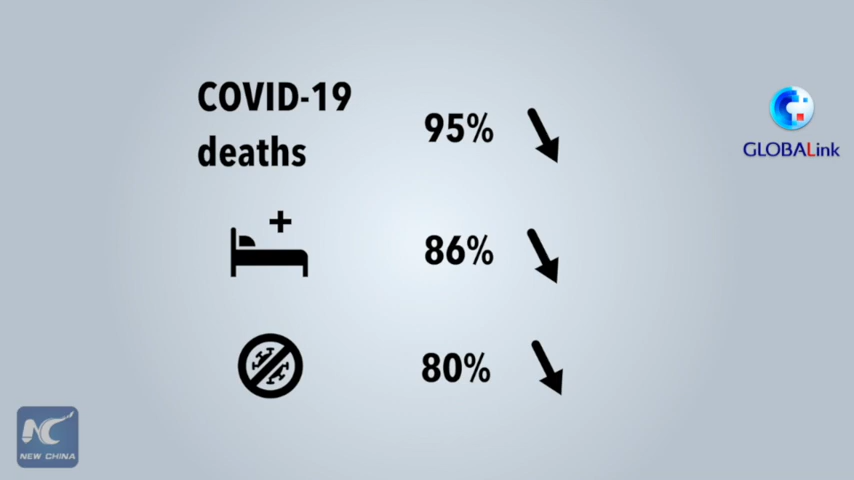 COVID-19
deaths
95%
86%
80%
GLOBALink
NEW CHINA